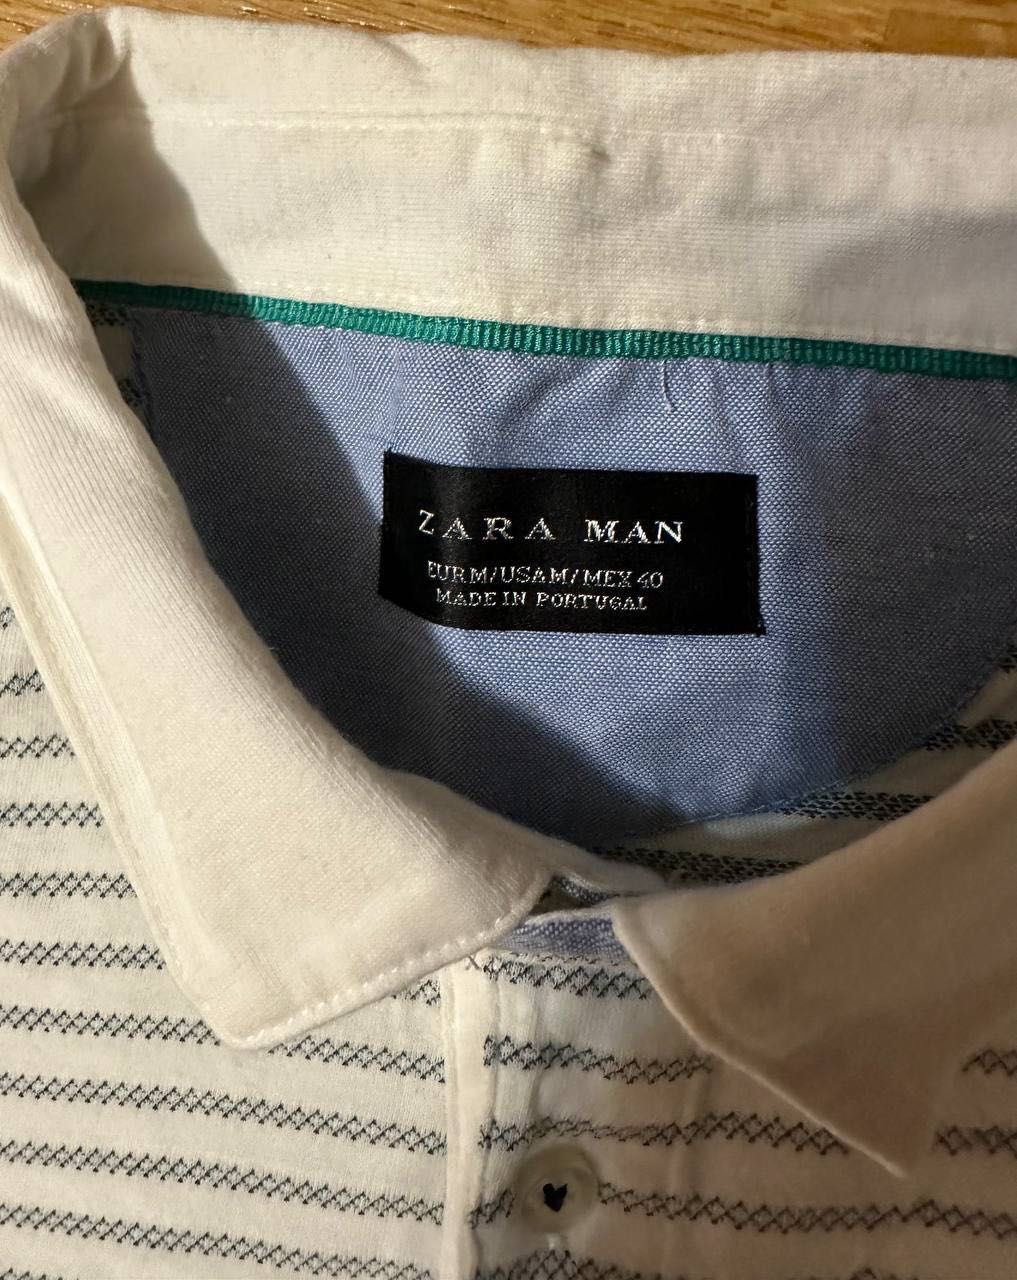 ZARA MAN
EUR M/USA M/MEX 40
MADE IN PORTUGAL